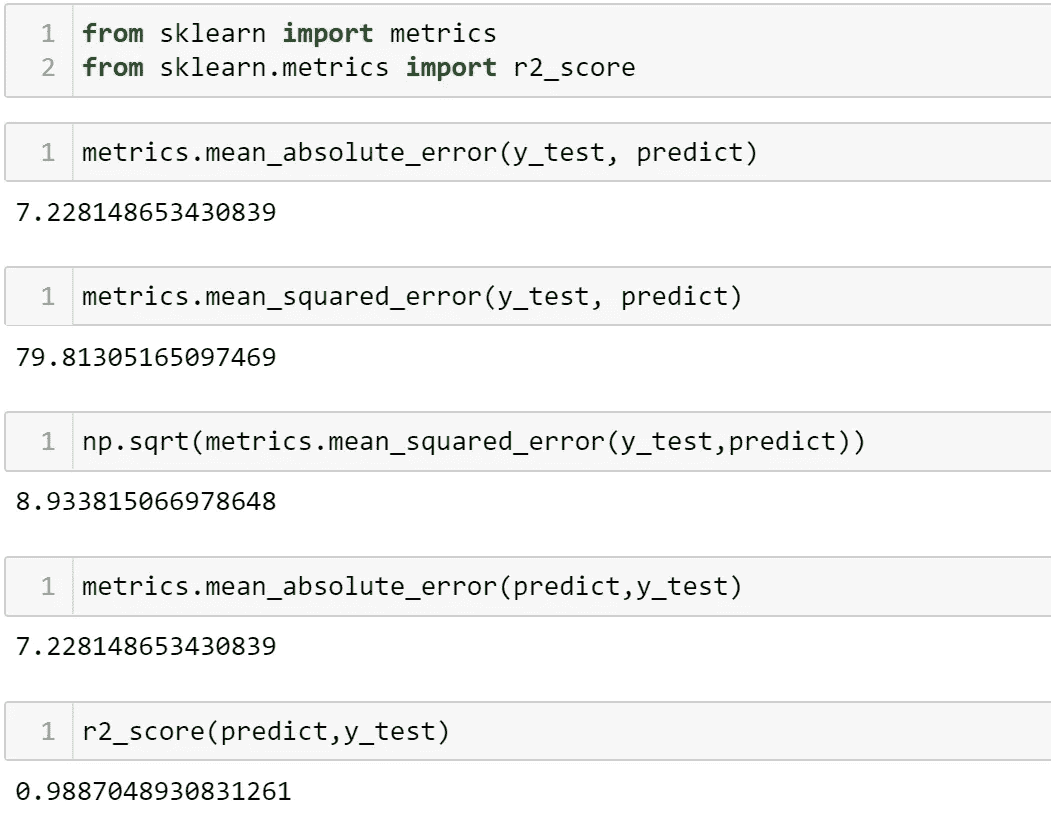 1 from sklearn import metrics
2 from sklearn.metrics import r2_score
1 metrics.mean_absolute_error(y_test, predict)
7.228148653430839
1 metrics.mean_squared_error(y_test, predict)
79.81305165097469
1 np.sqrt(metrics.mean_squared_error(y_test,predict))
8.933815066978648
1 metrics.mean_absolute_error(predict,y_test)
7.228148653430839
1 r2_score(predict,y_test)
0.9887048930831261